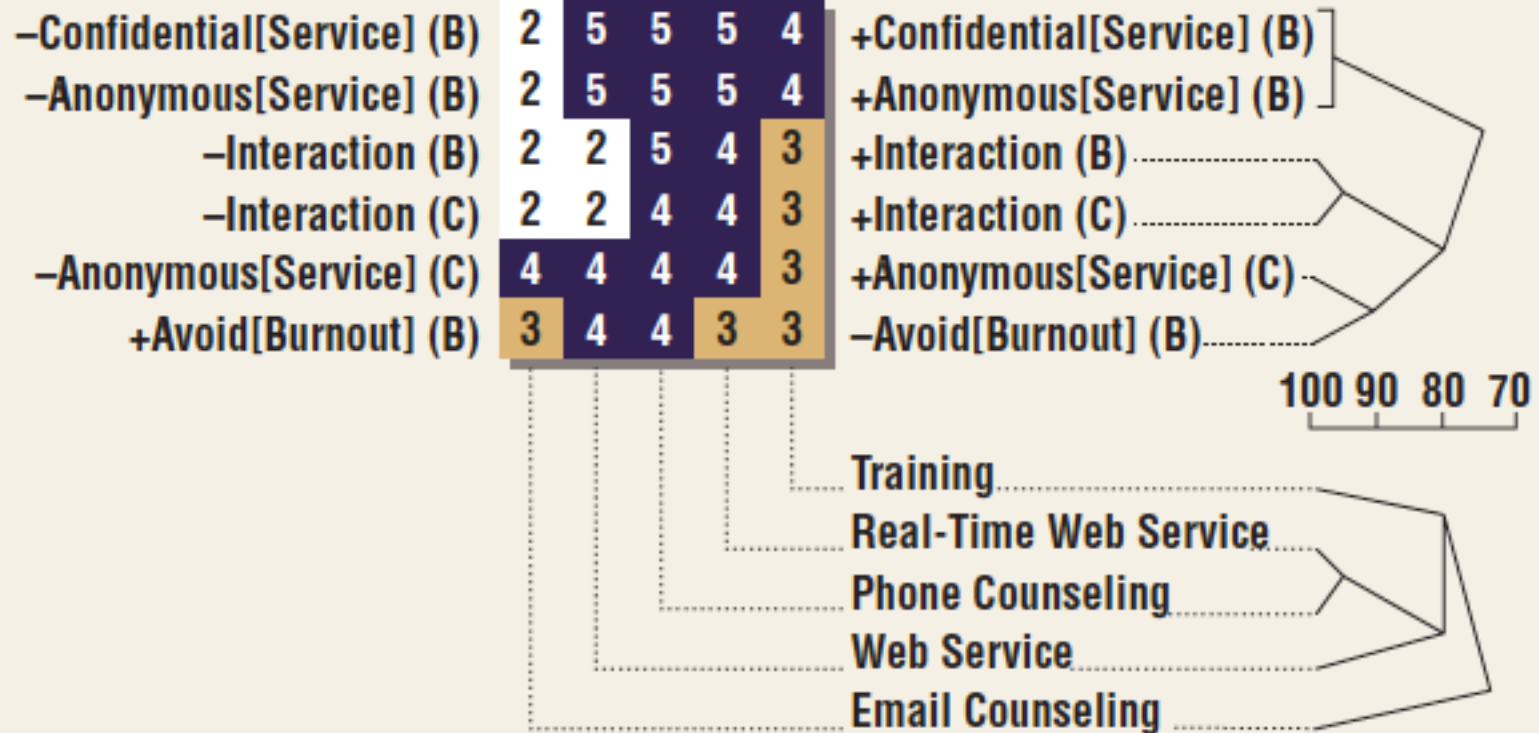 –Confidential[Service] (B) 2 5 5 5 4 +Confidential[Service] (B)
–Anonymous[Service] (B) 2 5 5 5 4 +Anonymous[Service] (B)
–Interaction (B) 2 2 5 4 3 +Interaction (B)
–Interaction (C) 2 2 4 4 3 +Interaction (C)
–Anonymous[Service] (C) 4 4 4 4 3 +Anonymous[Service] (C)
+Avoid[Burnout] (B) 3 4 4 3 3 –Avoid[Burnout] (B)
100 90 80 70
Training
Real-Time Web Service
Phone Counseling
Web Service
Email Counseling